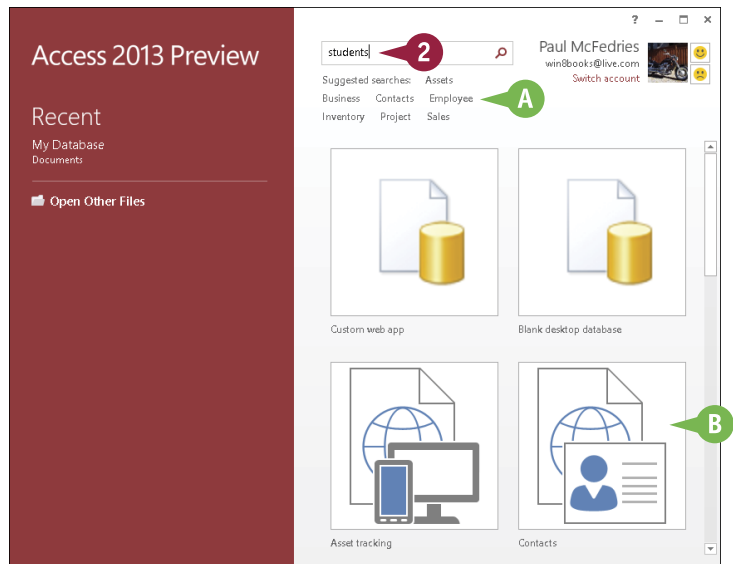 ? – □ ×
Access 2013 Preview
Recent
My Database
Documents
Open Other Files
students
2
Paul McFedries
win8books@live.com
Switch account
Suggested searches: Assets
Business Contacts Employee
Inventory Project Sales
A
Custom web app
Blank desktop database
B
Asset tracking
Contacts